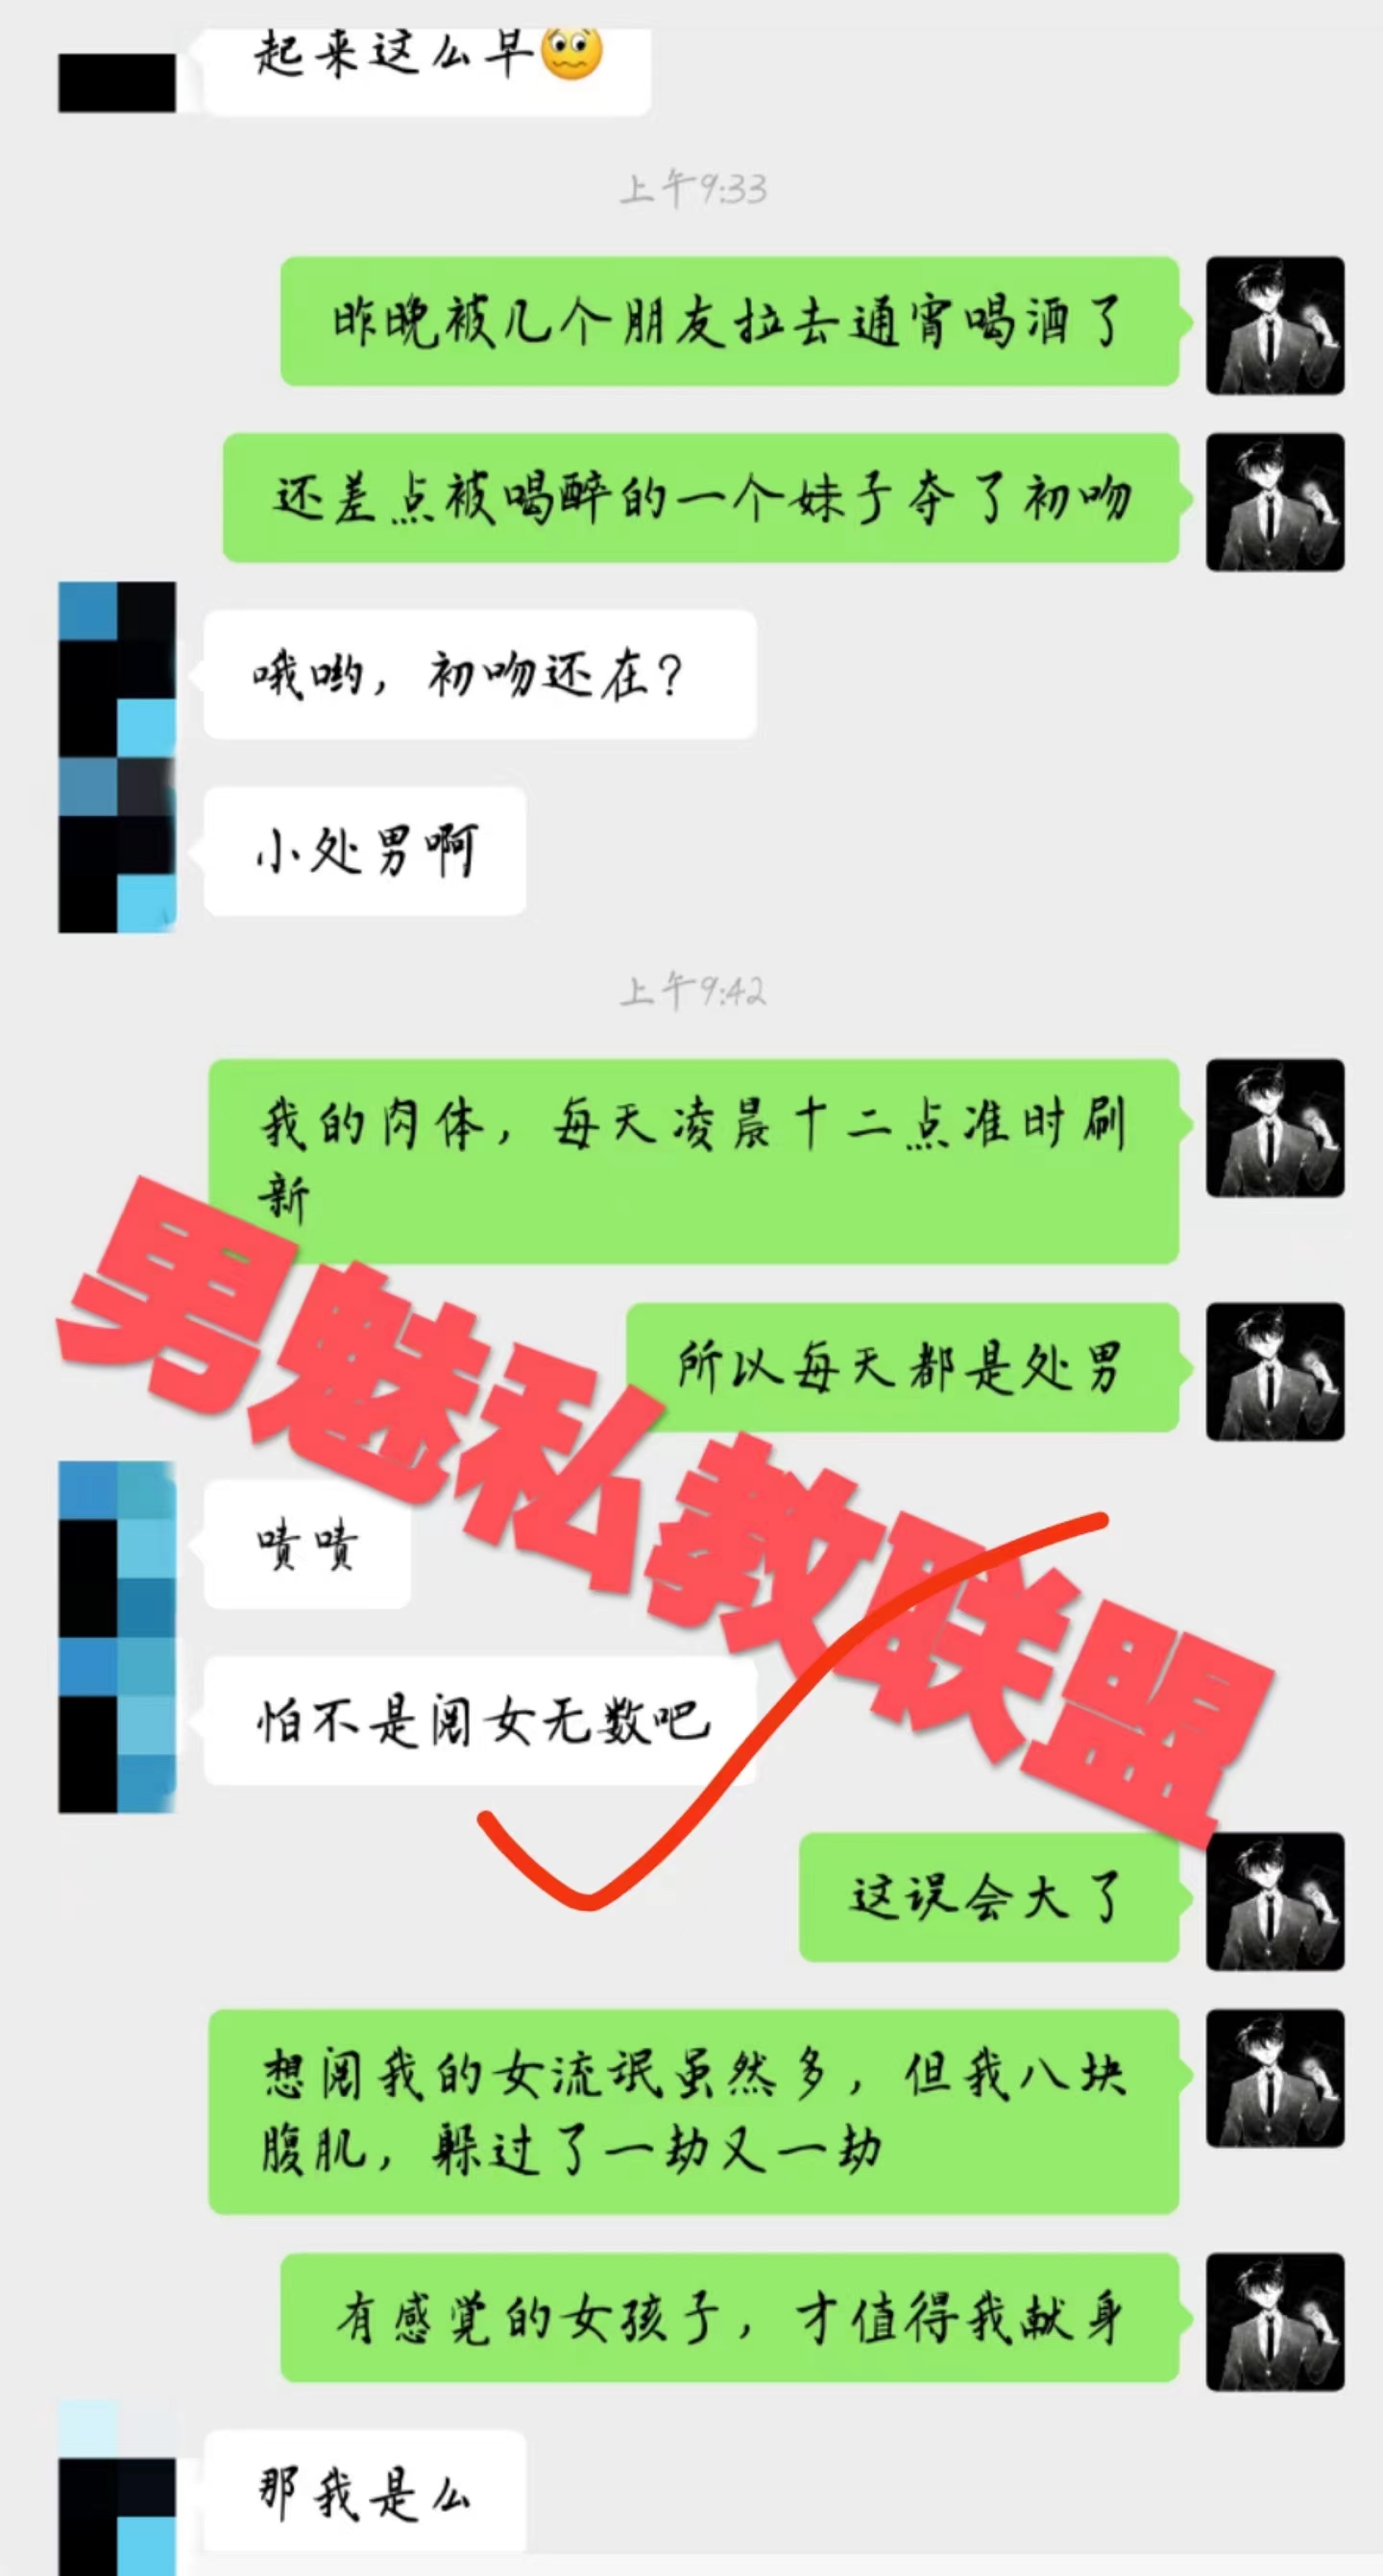 起来这么早
上午9:33
昨晚被几个朋友拉去通宵喝酒了
还差点被喝醉的一个妹子夺了初吻
哦哟，初吻还在？
小处男啊
上午9:42
我的肉体，每天凌晨十二点准时刷
新
所以每天都是处男
男魅私教联盟
啧啧
怕不是阅女无数吧
这误会大了
想阅我的女流氓虽然多，但我八块
腹肌，躲过了一劫又一劫
有感觉的女孩子，才值得我献身
那我是么